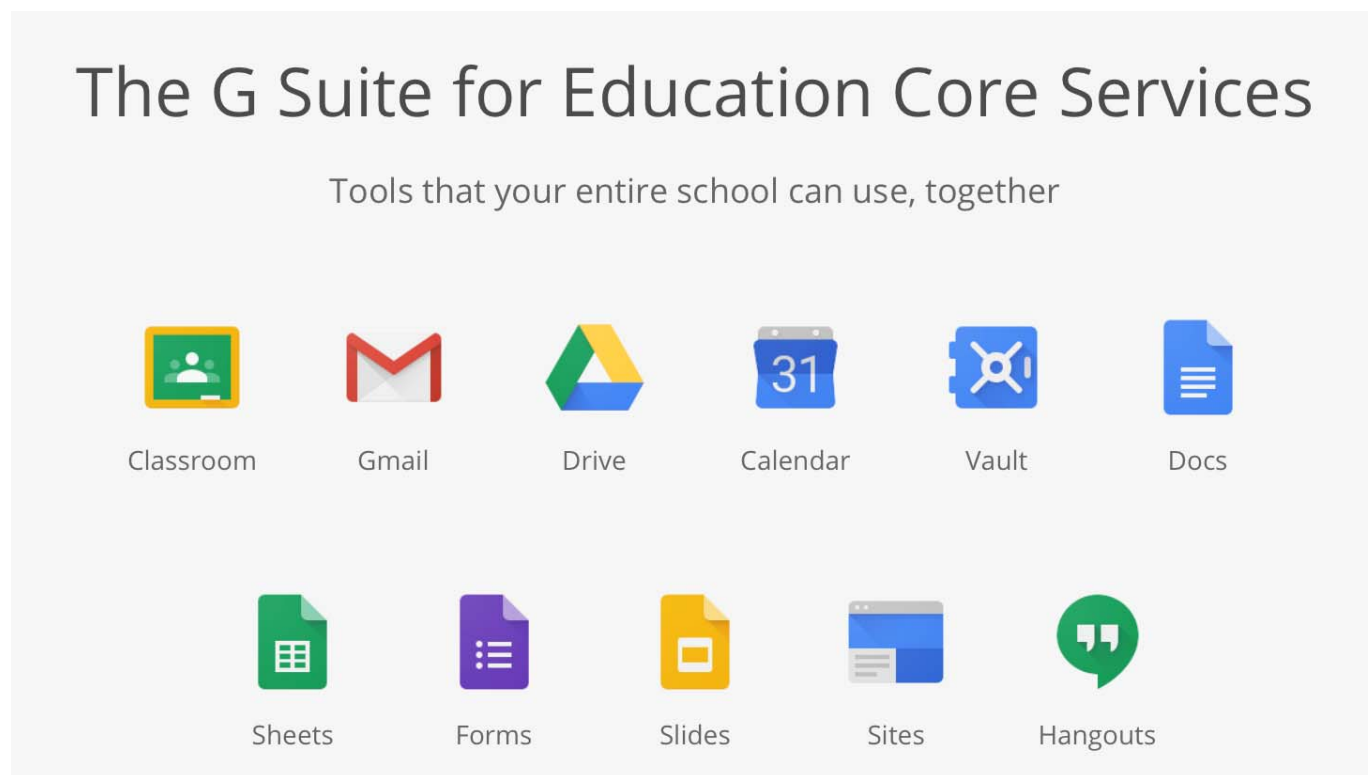 The G Suite for Education Core Services
Tools that your entire school can use, together
31
Classroom Gmail Drive Calendar Vault Docs
Sheets Forms Slides Sites Hangouts